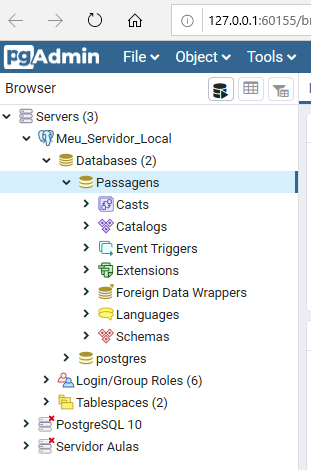 127.0.0.1:60155/br
pgAdmin File Object Tools
Browser
Servers (3)
Meu_Servidor_Local
Databases (2)
Passagens
Casts
Catalogs
Event Triggers
Extensions
Foreign Data Wrappers
Languages
Schemas
postgres
Login/Group Roles (6)
Tablespaces (2)
PostgreSQL 10
Servidor Aulas